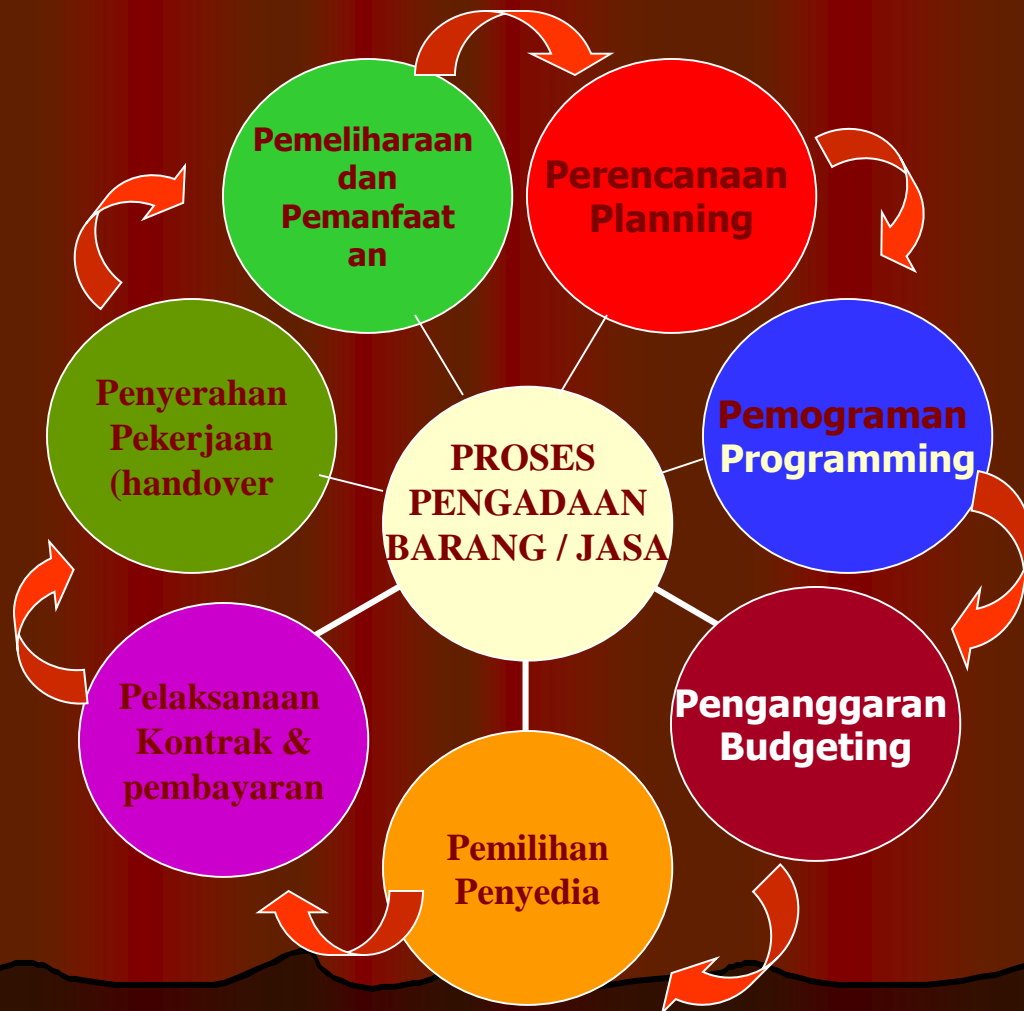 Pemeliharaan
dan
Pemanfaat
an
Perencanaan
Planning
Pemograman
Programming
Penganggaran
Budgeting
Pemilihan
Penyedia
Pelaksanaan
Kontrak &
pembayaran
Penyerahan
Pekerjaan
(handover
PROSES
PENGADAAN
BARANG / JASA